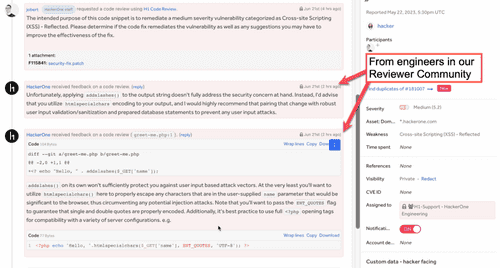 jobert HackerOne staff requested a code review using H1 Code Review. Jun 21st (2 hrs ago)
The intended purpose of this code snippet is to remediate a medium severity vulnerability categorized as Cross-site Scripting
(XSS) - Reflected. Please determine if the code fix remediates the vulnerability as well as any suggestions you may have to
improve the effectiveness of the fix.
1 attachment:
F115841: security-fix.patch
HackerOne received feedback on a code review. (reply) Jun 21st (2 hrs ago)
Unfortunately, applying addslashes() to the output string doesn't fully address the security concern at hand. Instead, I'd advise
that you utilize htmlspecialchars encoding to your output, and I would highly recommend that pairing that change with robust
user input validation/sanitization and prepared database statements to prevent any user input attacks.
HackerOne received feedback on a code review (greet-me.php:1). (reply) Jun 21st (2 hrs ago)
Code Wrap lines Copy Dow
diff --git a/greet-me.php b/greet-me.php
addslashes() on its own won't sufficiently protect you against user input based attack vectors. At the very least you'll want to
utilize htmlspecialchars here to properly escape any characters that are in the user-supplied name parameter that would be
significant to the browser, thus circumventing any potential injection attacks. Note that you'll want to pass the ENT_QUOTES flag
to guarantee that single and double quotes are properly encoded. Additionally, it's best practice to use full <?php opening tags
for compatibility with a variety of server configurations. e.g.
Code 77 Bytes Wrap lines Copy Download
1 <?php echo 'Hello, '.htmlspecialchars($_GET['name'], ENT_QUOTES, 'UTF-8'); ?>
From engineers in our
Reviewer Community
Reported May 22, 2023, 5:30pm UTC
hacker
Participants
Find duplicates of #181007 → New
Severity Medium (5.7)
Asset: Dom... *.hackerone.com
Weakness Cross-site Scripting (XSS) - Reflected
Time spent None
References None
Visibility Private · Redact
CVE ID None
Assigned to H1-Support - HackerOne
Engineering
Notificati... ON
Account de... None
Custom data - hacker facing